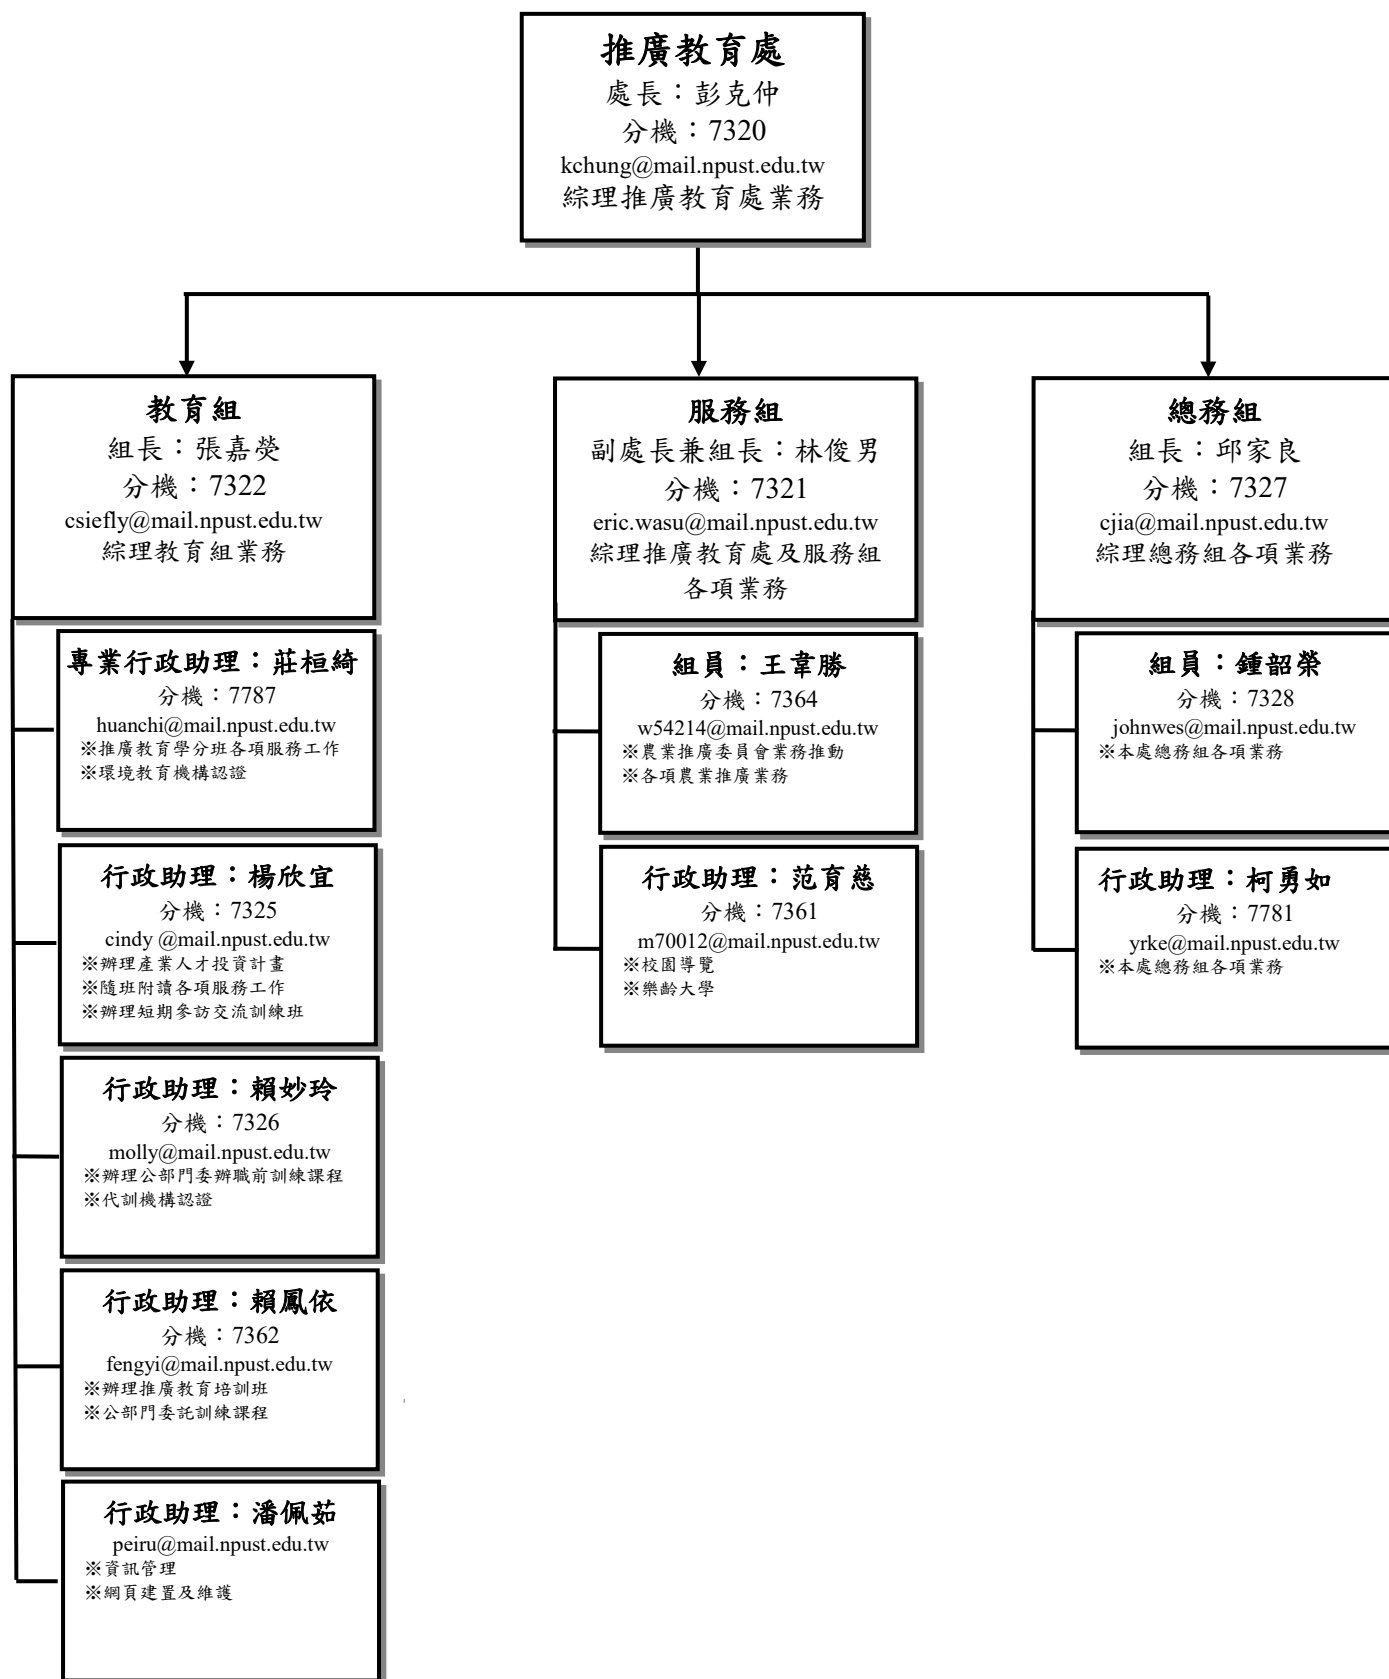 推廣教育處
處長：彭克仲
分機：7320
kchung@mail.npust.edu.tw
綜理推廣教育處業務
教育組
組長：張嘉熒
分機：7322
csiefly@mail.npust.edu.tw
綜理教育組業務
專業行政助理：莊桓綺
分機：7787
huanchi@mail.npust.edu.tw
※推廣教育學分班各項服務工作
※環境教育機構認證
行政助理：楊欣宜
分機：7325
cindy @mail.npust.edu.tw
※辦理產業人才投資計畫
※隨班附讀各項服務工作
※辦理短期參訪交流訓練班
行政助理：賴妙玲
分機：7326
molly@mail.npust.edu.tw
※辦理公部門委辦職前訓練課程
※代訓機構認證
行政助理：賴鳳依
分機：7362
fengyi@mail.npust.edu.tw
※辦理推廣教育培訓班
※公部門委託訓練課程
行政助理：潘佩茹
peiru@mail.npust.edu.tw
※資訊管理
※網頁建置及維護
服務組
副處長兼組長：林俊男
分機：7321
eric.wasu@mail.npust.edu.tw
綜理推廣教育處及服務組
各項業務
組員：王韋勝
分機：7364
w54214@mail.npust.edu.tw
※農業推廣委員會業務推動
※各項農業推廣業務
行政助理：范育慈
分機：7361
m70012@mail.npust.edu.tw
※校園導覽
※樂齡大學
總務組
組長：邱家良
分機：7327
cjia@mail.npust.edu.tw
綜理總務組各項業務
組員：鍾韶榮
分機：7328
johnwes@mail.npust.edu.tw
※本處總務組各項業務
行政助理：柯勇如
分機：7781
yrke@mail.npust.edu.tw
※本處總務組各項業務